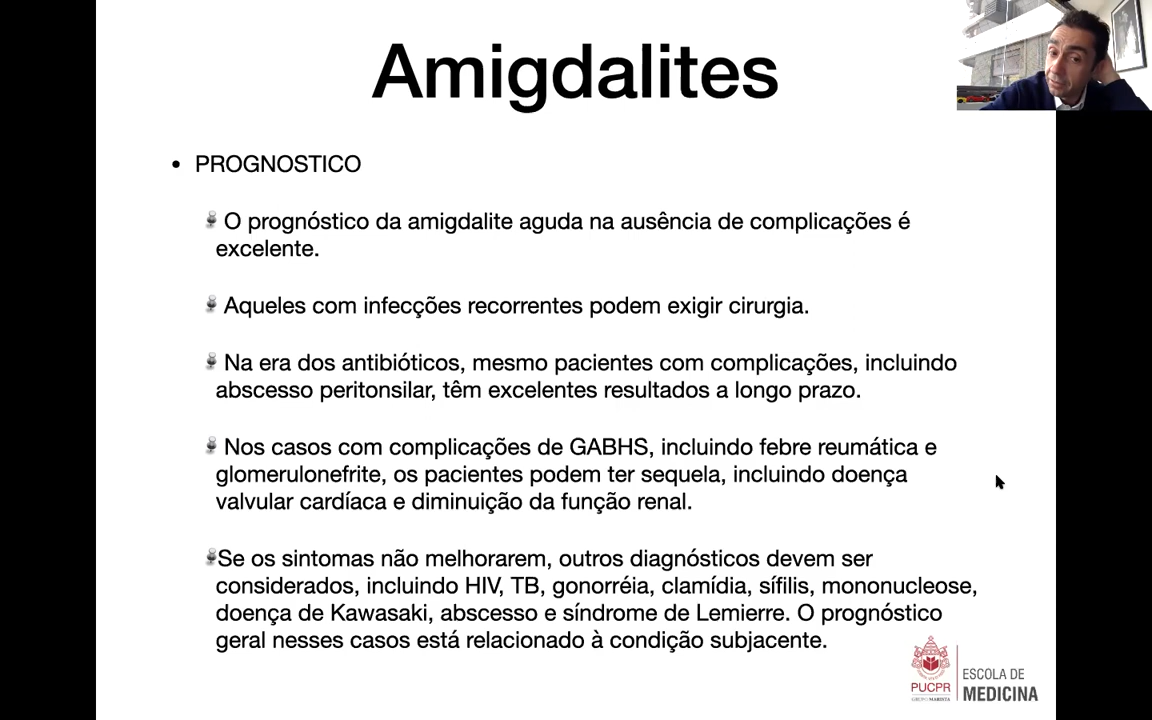 Amigdalites
• PROGNOSTICO
O prognóstico da amigdalite aguda na ausência de complicações é
excelente.
Aqueles com infecções recorrentes podem exigir cirurgia.
Na era dos antibióticos, mesmo pacientes com complicações, incluindo
abscesso peritonsilar, têm excelentes resultados a longo prazo.
Nos casos com complicações de GABHS, incluindo febre reumática e
glomerulonefrite, os pacientes podem ter sequela, incluindo doença
valvular cardíaca e diminuição da função renal.
Se os sintomas não melhorarem, outros diagnósticos devem ser
considerados, incluindo HIV, TB, gonorréia, clamídia, sífilis, mononucleose,
doença de Kawasaki, abscesso e síndrome de Lemierre. O prognóstico
geral nesses casos está relacionado à condição subjacente.
PUCPR
GRUPO MARISTA
ESCOLA DE
MEDICINA